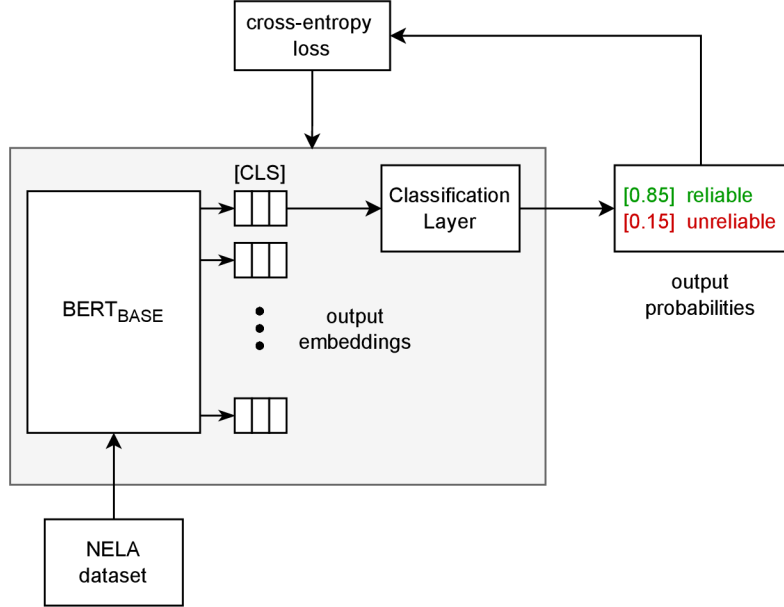 cross-entropy
loss
[CLS]
Classification
Layer
[0.85] reliable
[0.15] unreliable
output
probabilities
BERTBASE
output
embeddings
NELA
dataset